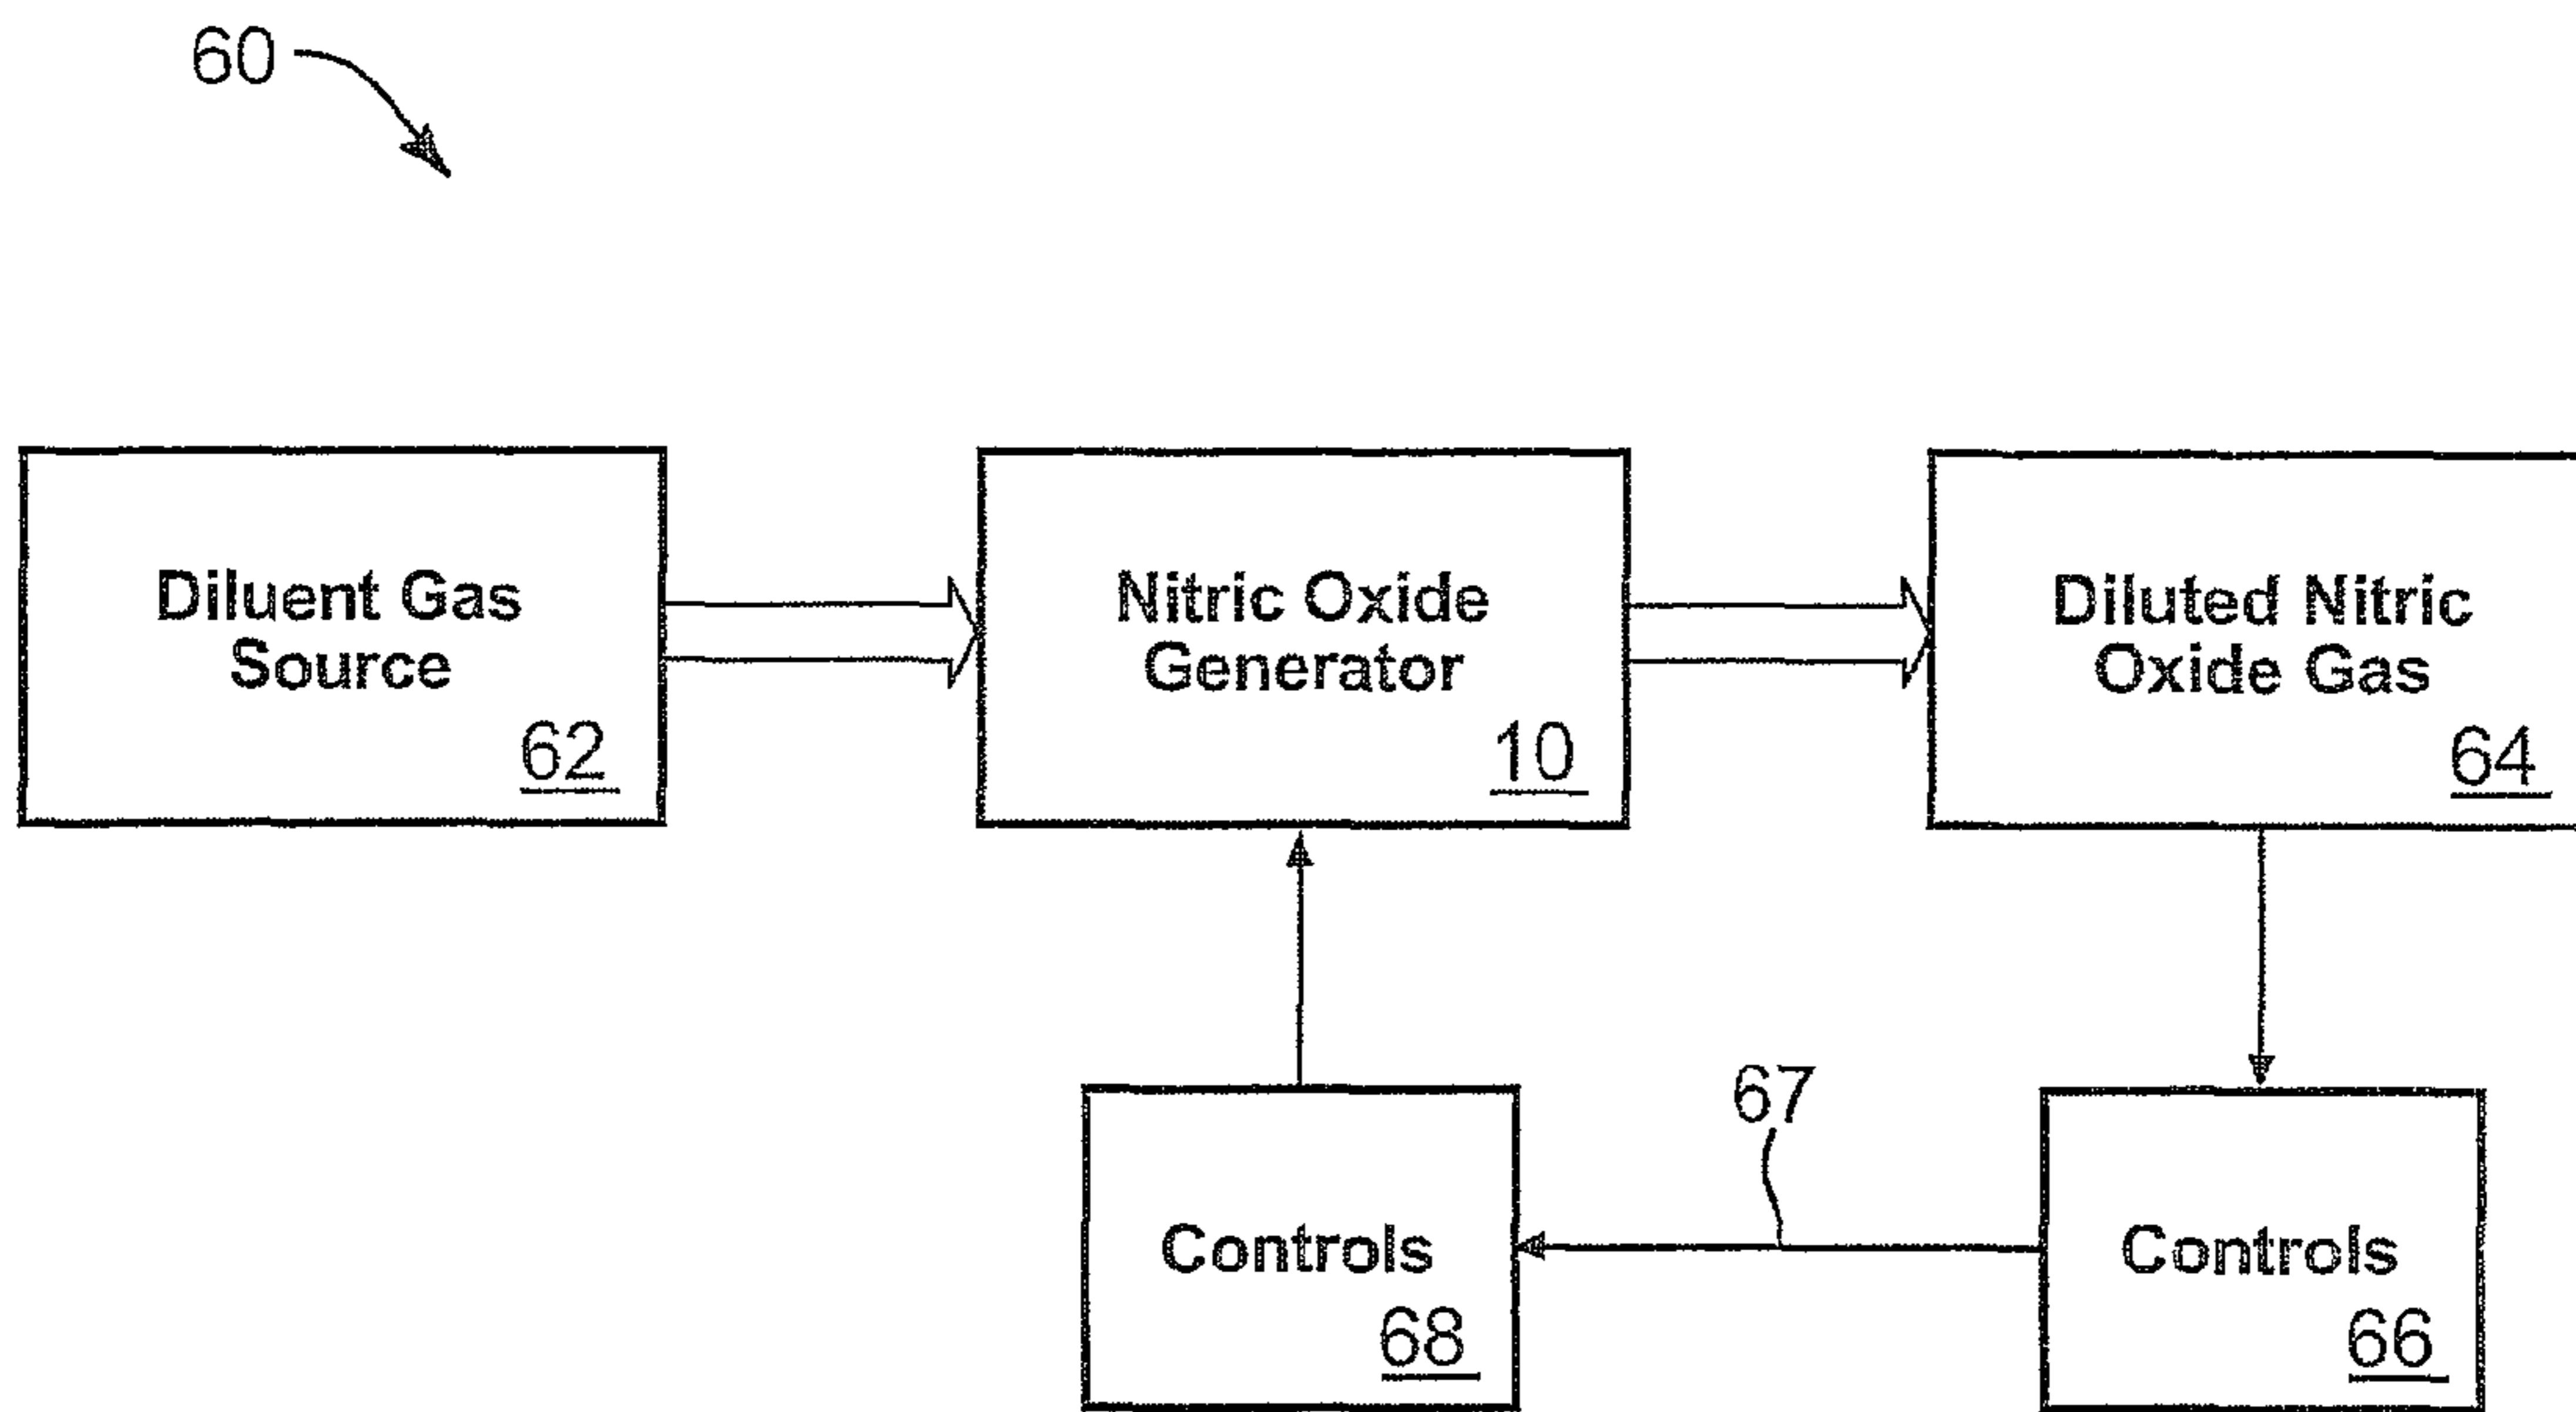 60
Diluent Gas
Source
62
Nitric Oxide
Generator
10
Diluted Nitric
Oxide Gas
64
67
Controls
68
Controls
66